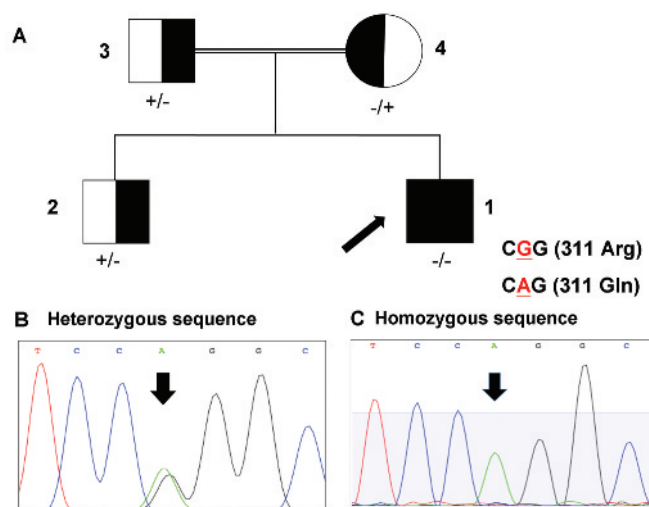 A
3
4
+/-
-/+
2
1
+/-
-/-
CGG (311 Arg)
CAG (311 Gln)
B Heterozygous sequence
C Homozygous sequence
T C C A G G C
T C C A G G C